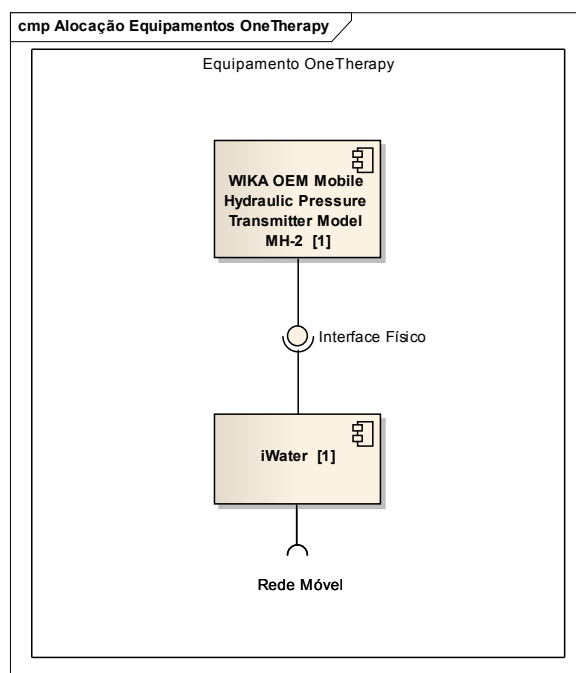 cmp Alocação Equipamentos OneTherapy
Equipamento OneTherapy
WIKA OEM Mobile
Hydraulic Pressure
Transmitter Model
MH-2 [1]
Interface Físico
iWater [1]
Rede Móvel